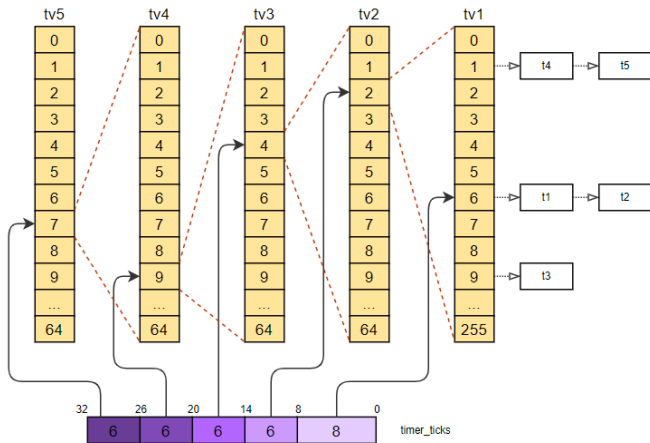 tv5 tv4 tv3 tv2 tv1
0 0 0 0 0
1 1 1 1 1 t4 t5
2 2 2 2 2
3 3 3 3 3
4 4 4 4 4
5 5 5 5 5
6 6 6 6 6 t1 t2
7 7 7 7 7
8 8 8 8 8
9 9 9 9 9 t3
... ... ... ... ...
64 64 64 64 255
32 26 20 14 8 0
6 6 6 6 8 timer_ticks